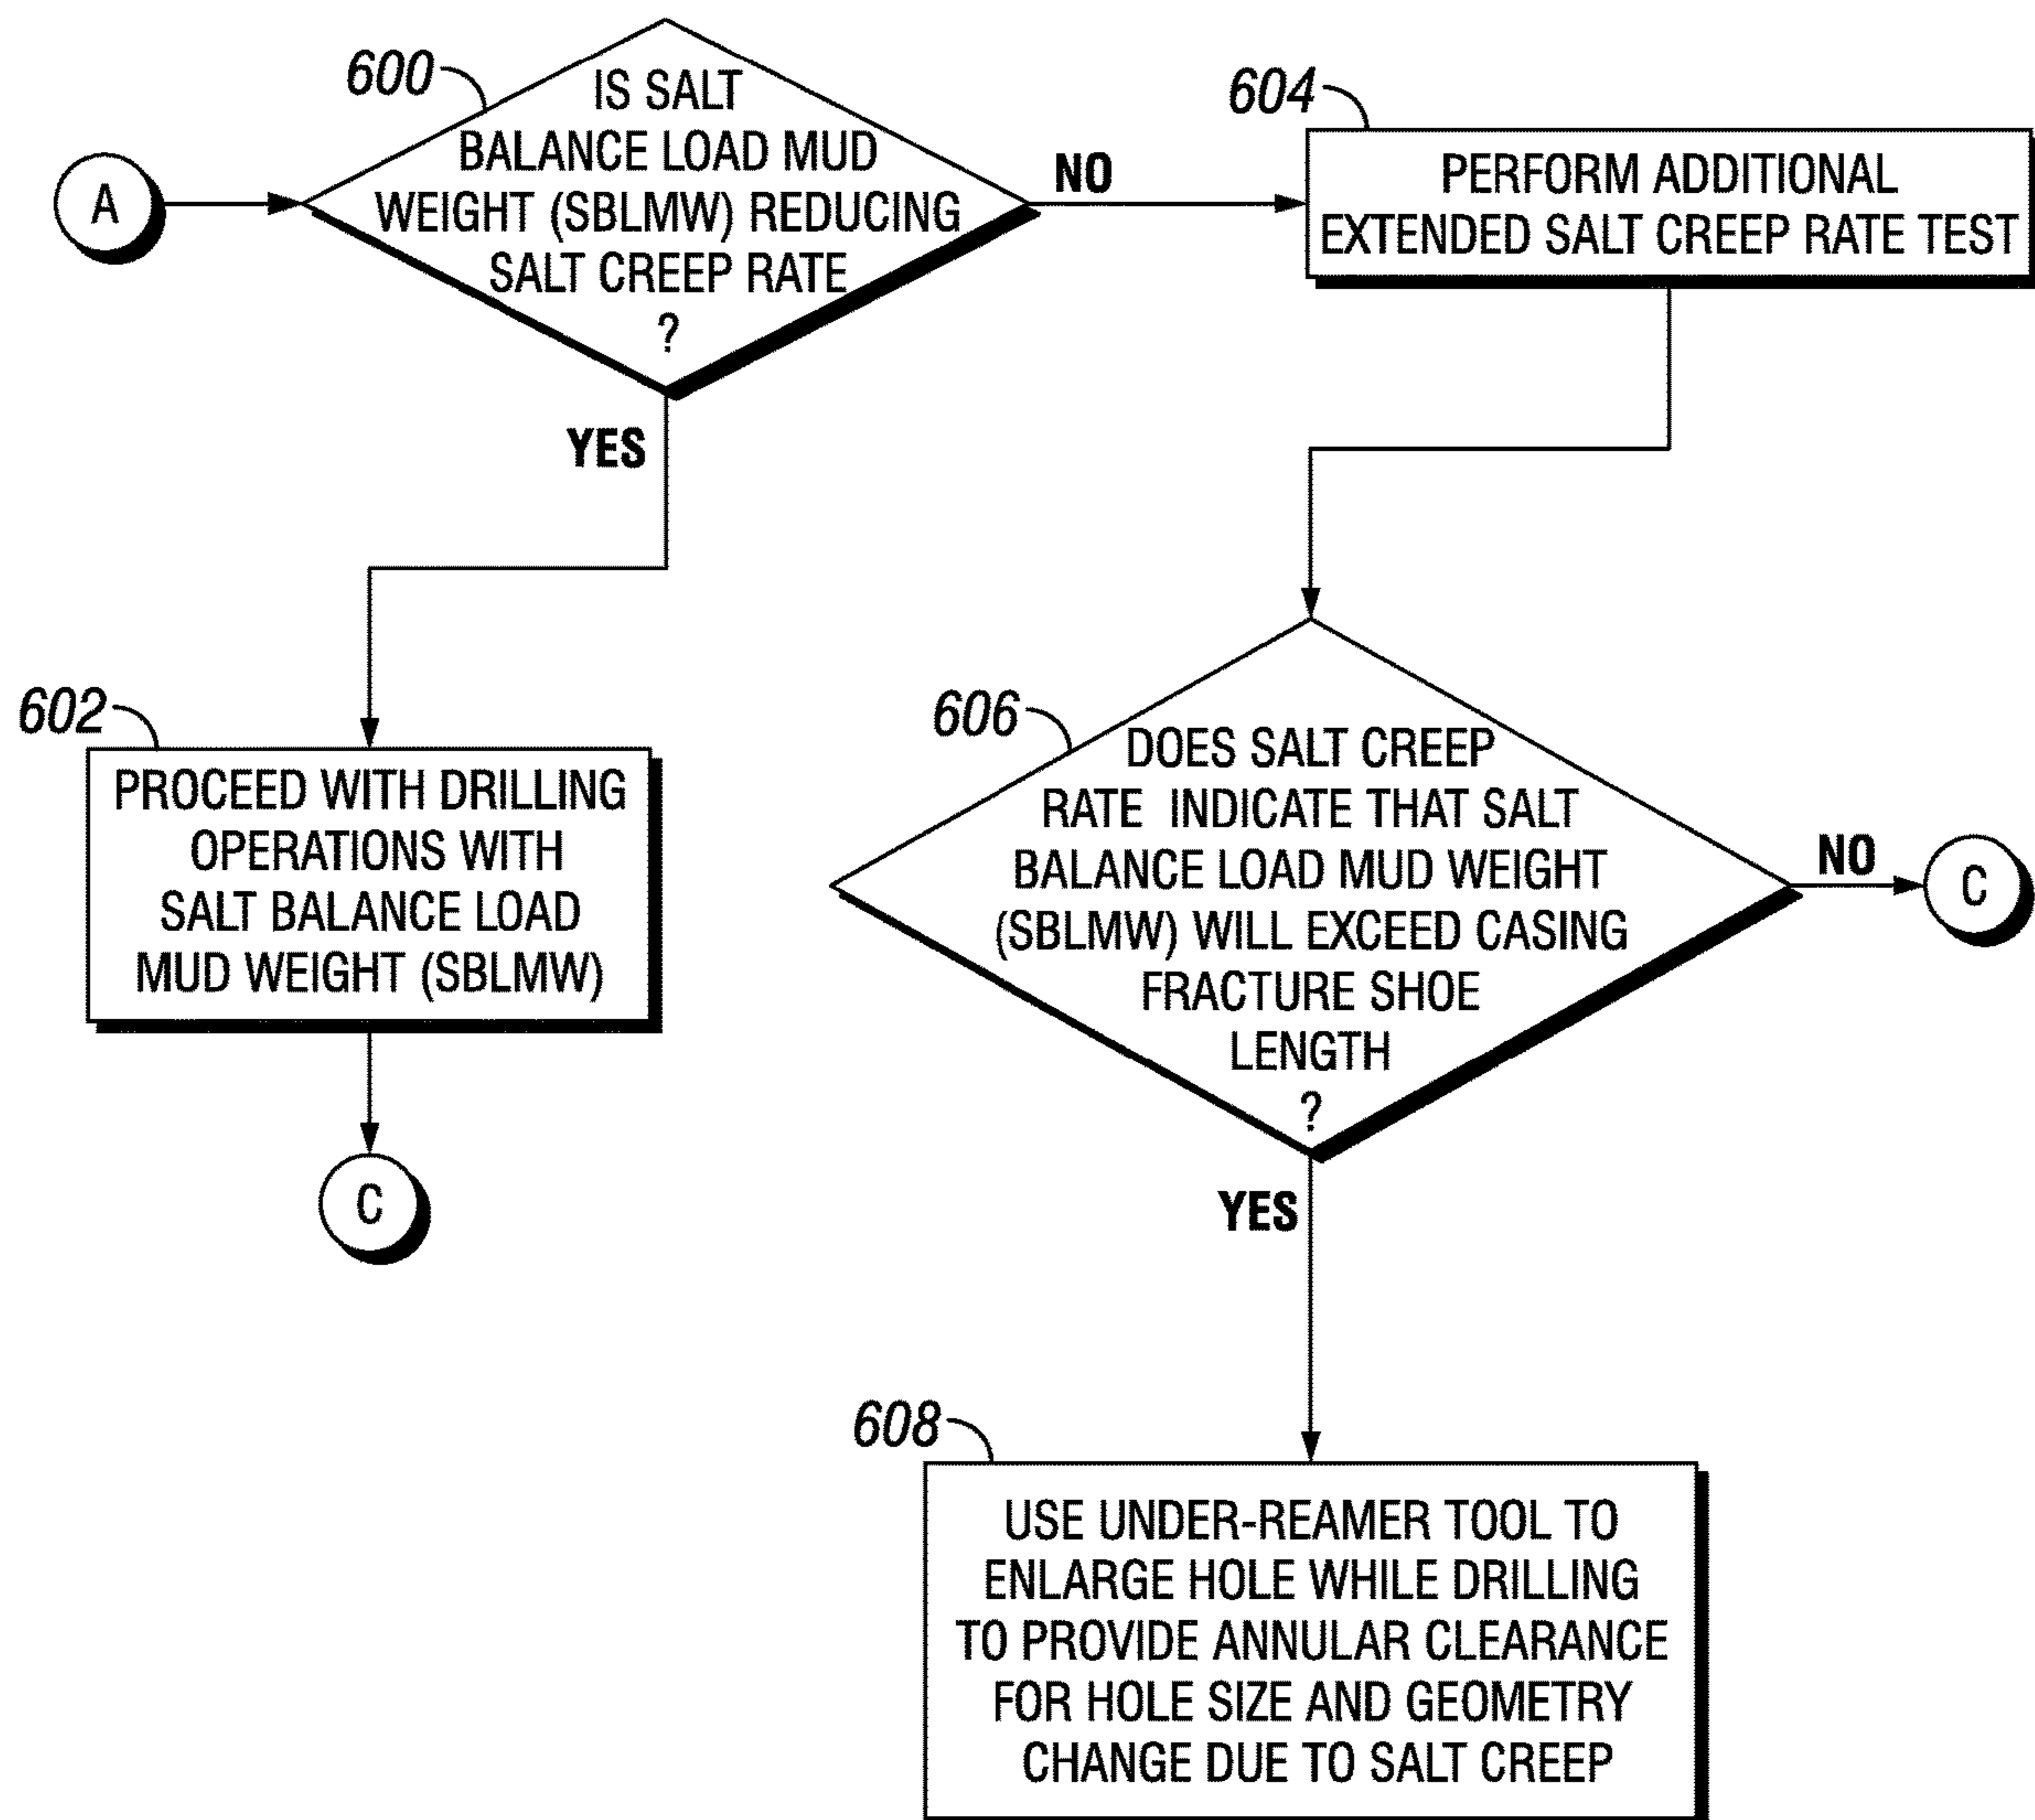 600
IS SALT
BALANCE LOAD MUD
WEIGHT (SBLMW) REDUCING
SALT CREEP RATE
?
A
NO
604
PERFORM ADDITIONAL
EXTENDED SALT CREEP RATE TEST
YES
602
PROCEED WITH DRILLING
OPERATIONS WITH
SALT BALANCE LOAD
MUD WEIGHT (SBLMW)
C
606
DOES SALT CREEP
RATE INDICATE THAT SALT
BALANCE LOAD MUD WEIGHT
(SBLMW) WILL EXCEED CASING
FRACTURE SHOE
LENGTH
?
NO
C
YES
608
USE UNDER-REAMER TOOL TO
ENLARGE HOLE WHILE DRILLING
TO PROVIDE ANNULAR CLEARANCE
FOR HOLE SIZE AND GEOMETRY
CHANGE DUE TO SALT CREEP